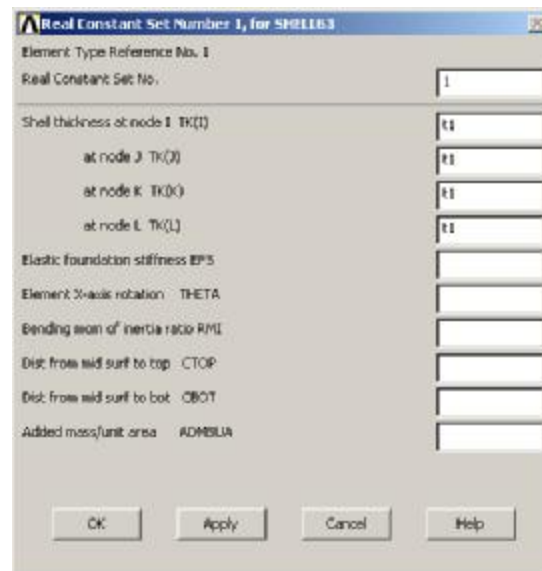 Real Constant Set Number 1, for SHELL63
Element Type Reference No. 1
Real Constant Set No. 1
Shell thickness at node I TK(I) t1
at node J TK(J) t1
at node K TK(K) t1
at node L TK(L) t1
Elastic foundation stiffness EFS
Element X-axis rotation THETA
Bending mom of inertia ratio RMI
Dist from mid surf to top CTOP
Dist from mid surf to bot CBOT
Added mass/unit area ADMSUA
OK Apply Cancel Help